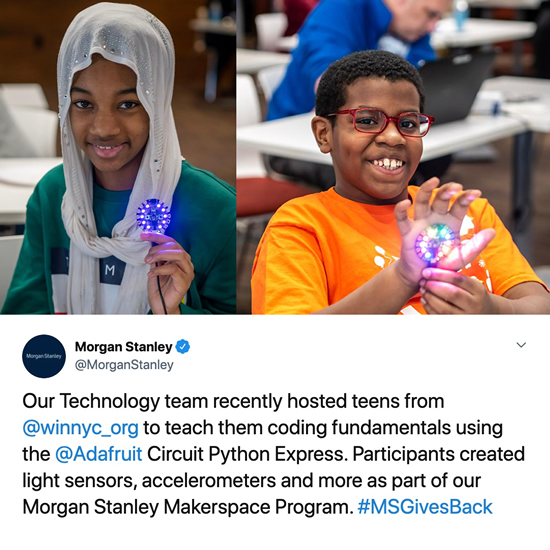 Morgan Stanley
Morgan Stanley
@MorganStanley
Our Technology team recently hosted teens from
@winnyc_org to teach them coding fundamentals using
the @Adafruit Circuit Python Express. Participants created
light sensors, accelerometers and more as part of our
Morgan Stanley Makerspace Program. #MSGivesBack